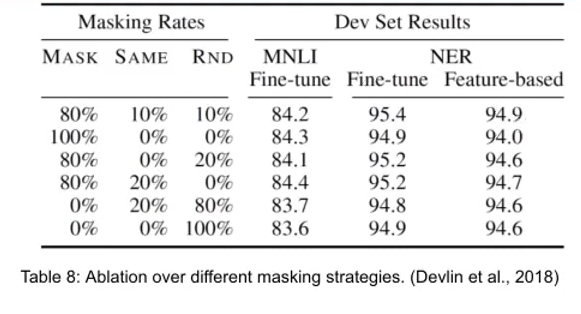 Masking Rates Dev Set Results
MASK SAME RND MNLI NER
Fine-tune Fine-tune Feature-based
80% 10% 10% 84.2 95.4 94.9
100% 0% 0% 84.3 94.9 94.0
80% 0% 20% 84.1 95.2 94.6
80% 20% 0% 84.4 95.2 94.7
0% 20% 80% 83.7 94.8 94.6
0% 0% 100% 83.6 94.9 94.6
Table 8: Ablation over different masking strategies. (Devlin et al., 2018)